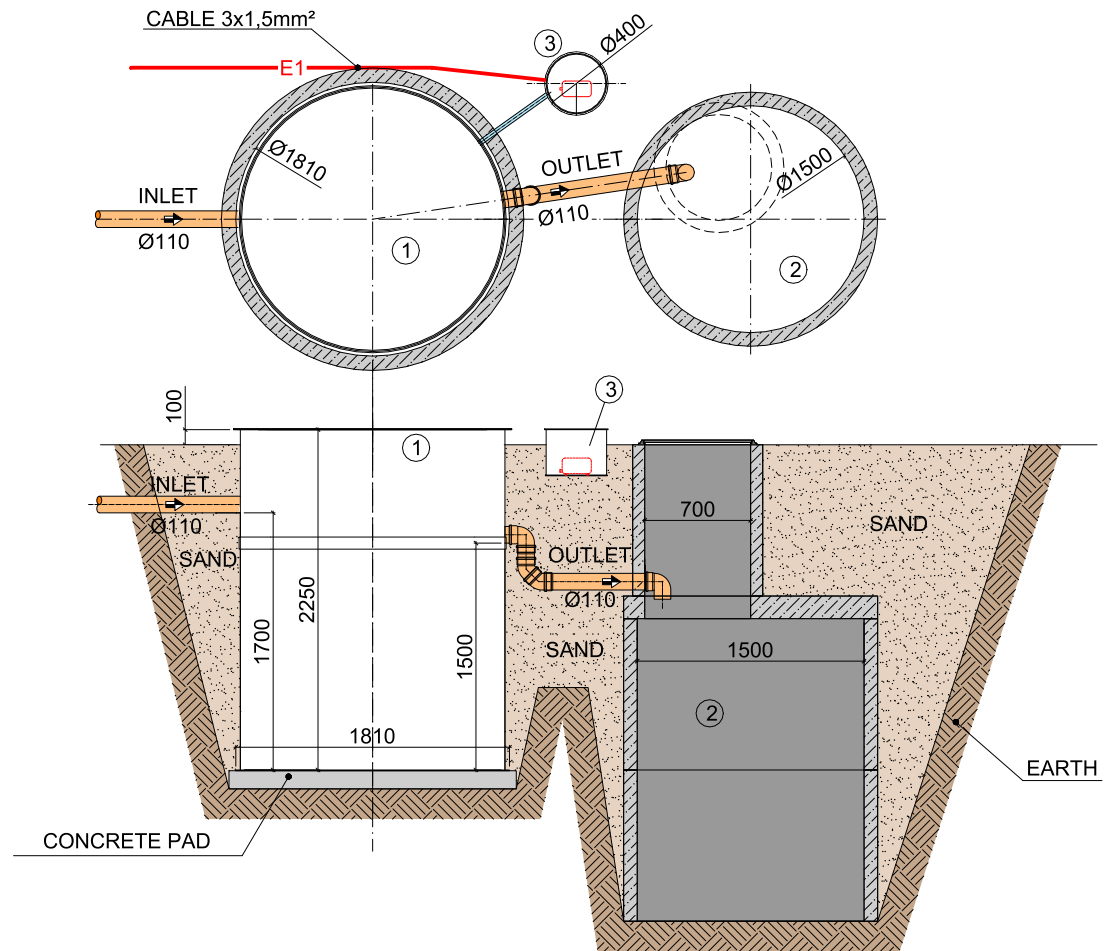 CABLE 3x1,5mm²
E1
3
Ø400
Ø1810
INLET
Ø110
1
OUTLET
Ø110
Ø1500
2
100
1
3
INLET
Ø110
SAND
700
SAND
OUTLET
Ø110
2250
1700
1500
SAND
1500
2
1810
EARTH
CONCRETE PAD